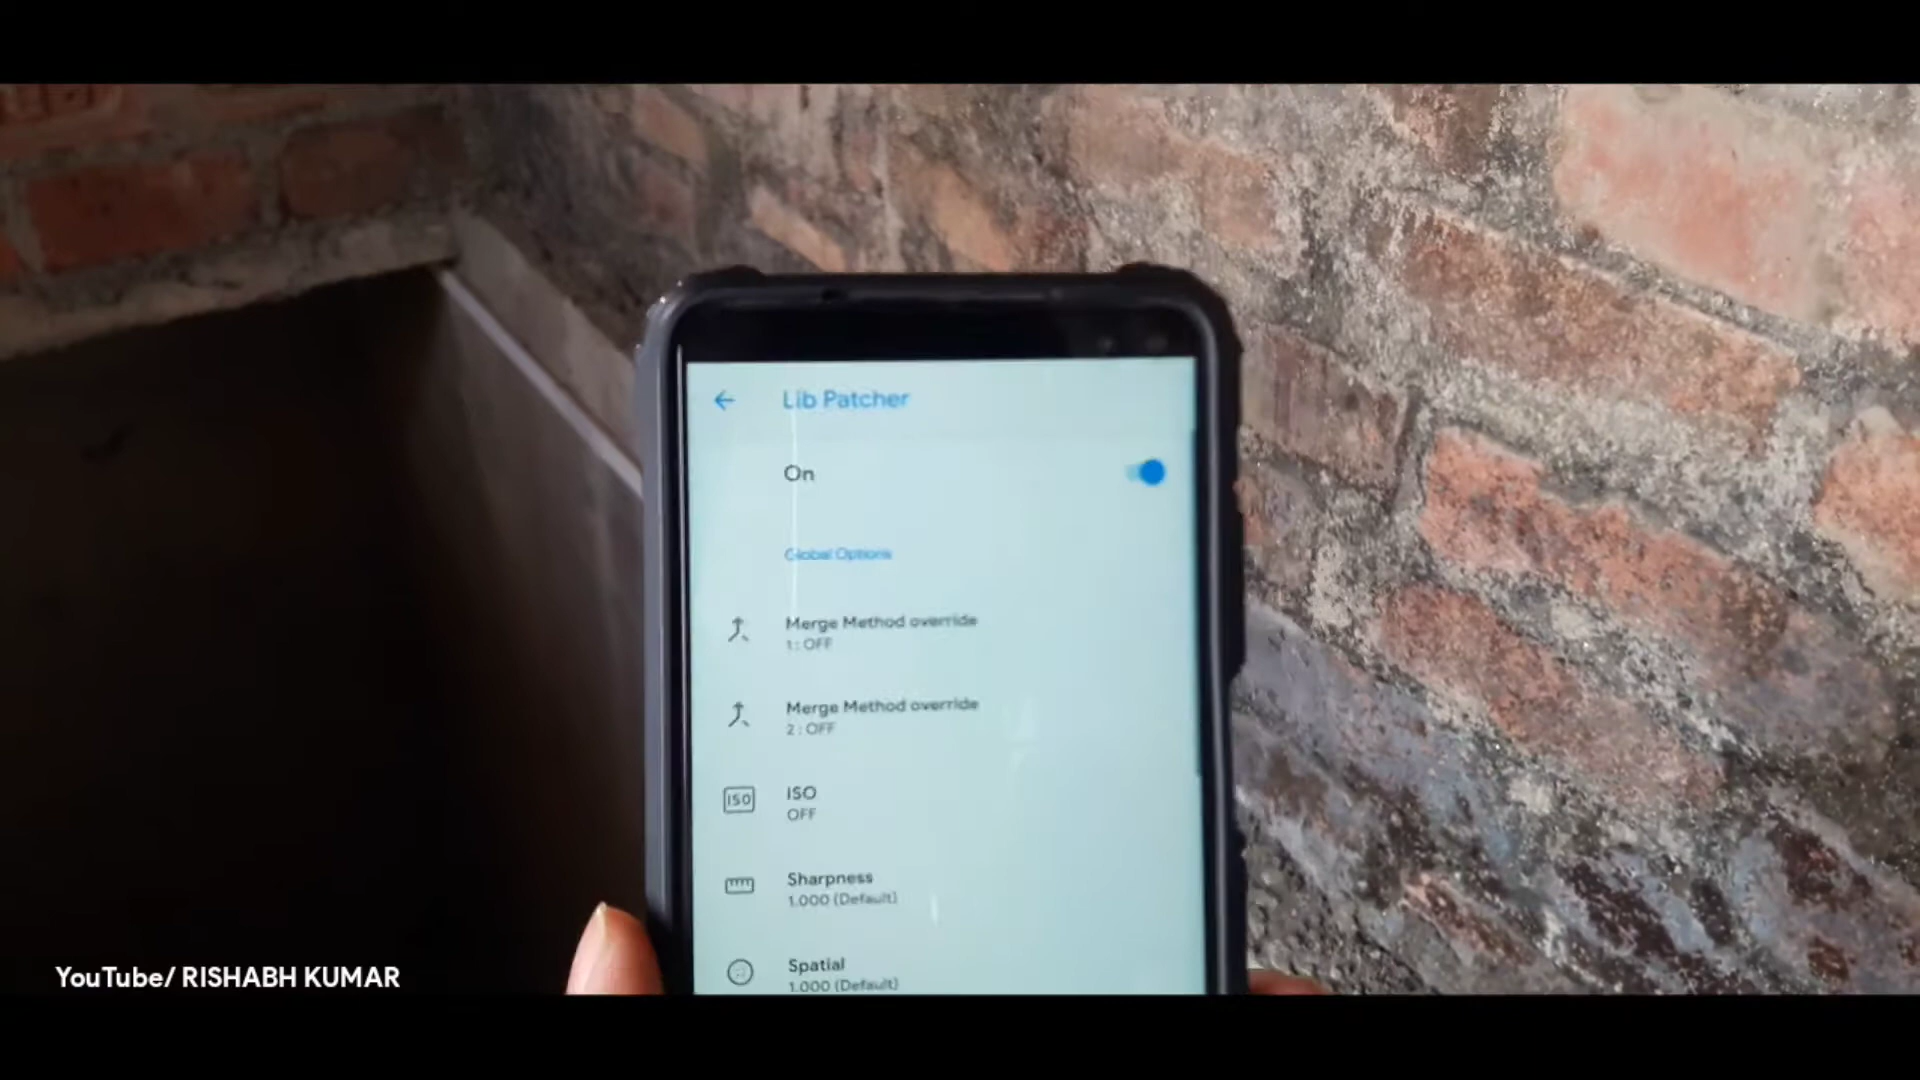 Lib Patcher
On
Global Options
Merge Method override
1 : OFF
Merge Method override
2 : OFF
ISO
ISO
OFF
Sharpness
1.000 (Default)
Spatial
1.000 (Default)
YouTube/ RISHABH KUMAR